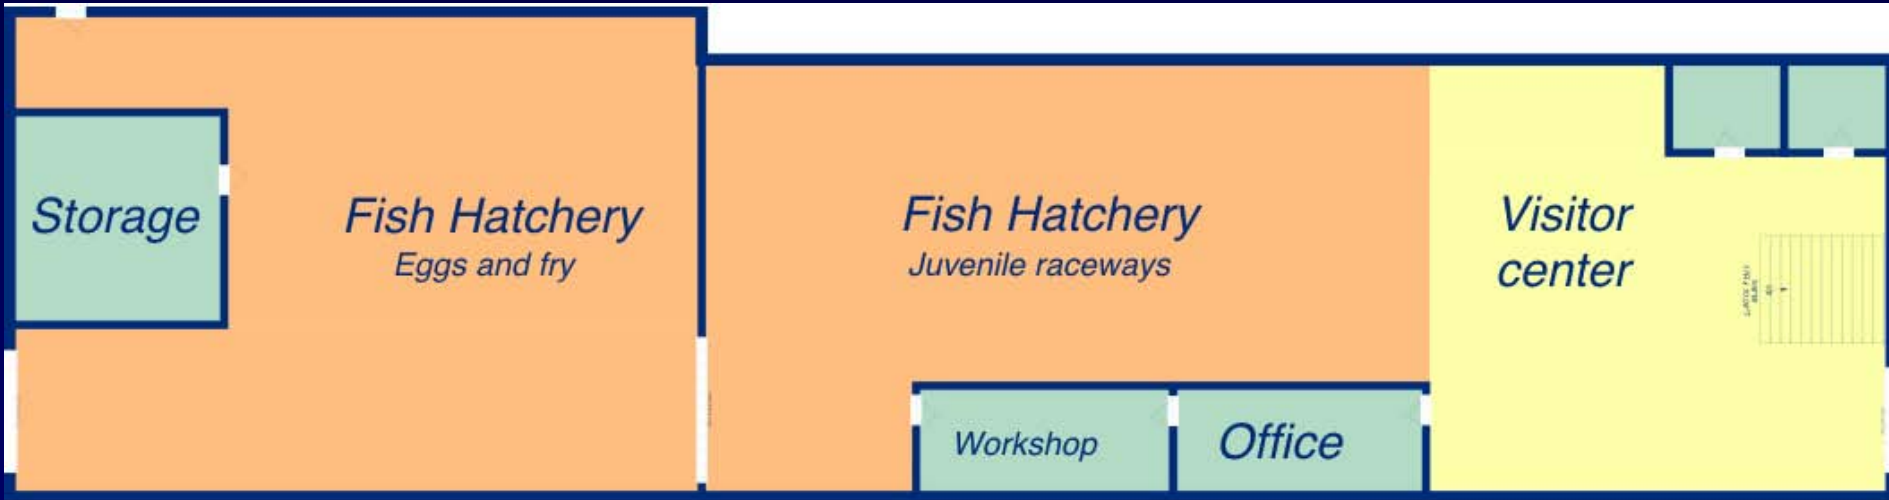 Storage
Fish Hatchery
Eggs and fry
Fish Hatchery
Juvenile raceways
Visitor
center
Workshop
Office